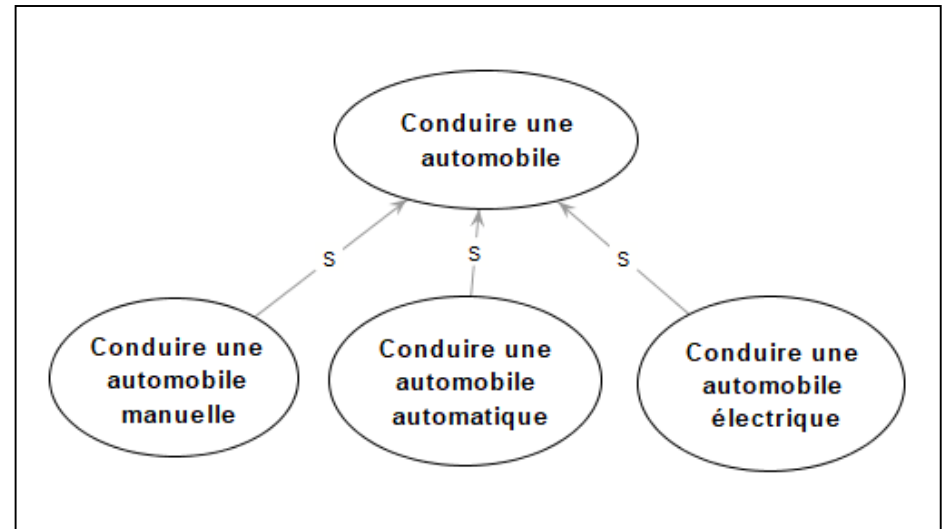 Conduire une
automobile
S
S
S
Conduire une
automobile
manuelle
Conduire une
automobile
automatique
Conduire une
automobile
électrique